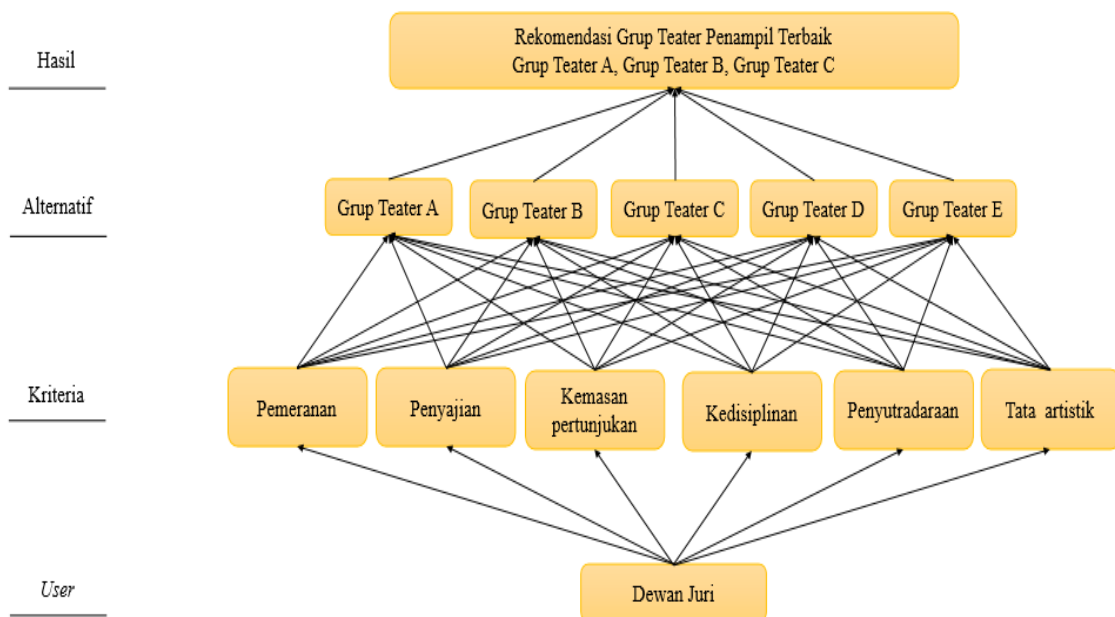 Hasil
Rekomendasi Grup Teater Penampil Terbaik
Grup Teater A, Grup Teater B, Grup Teater C
Alternatif
Grup Teater A
Grup Teater B
Grup Teater C
Grup Teater D
Grup Teater E
Kriteria
Pemeranan
Penyajian
Kemasan
pertunjukan
Kedisiplinan
Penyutradaraan
Tata artistik
User
Dewan Juri